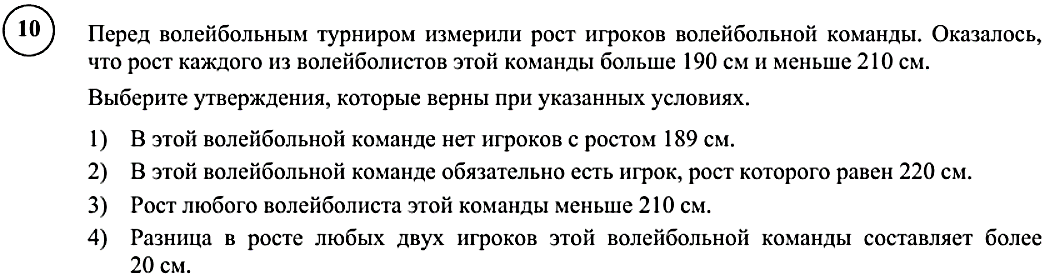 10
Перед волейбольным турниром измерили рост игроков волейбольной команды. Оказалось,
что рост каждого из волейболистов этой команды больше 190 см и меньше 210 см.
Выберите утверждения, которые верны при указанных условиях.
1) В этой волейбольной команде нет игроков с ростом 189 см.
2) В этой волейбольной команде обязательно есть игрок, рост которого равен 220 см.
3) Рост любого волейболиста этой команды меньше 210 см.
4) Разница в росте любых двух игроков этой волейбольной команды составляет более
20 см.